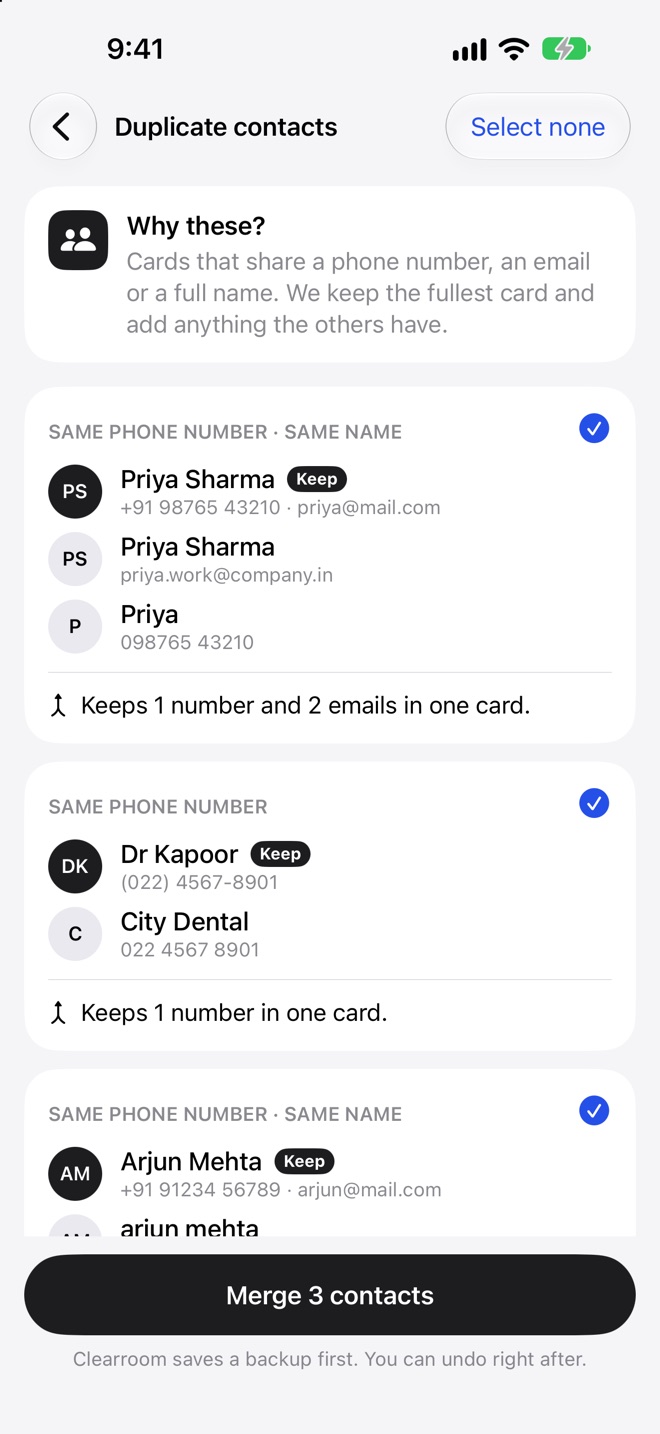 9:41
Duplicate contacts
Select none
Why these?
Cards that share a phone number, an email
or a full name. We keep the fullest card and
add anything the others have.
SAME PHONE NUMBER · SAME NAME
PS
Priya Sharma Keep
+91 98765 43210 · priya@mail.com
PS
Priya Sharma
priya.work@company.in
P
Priya
098765 43210
Keeps 1 number and 2 emails in one card.
SAME PHONE NUMBER
DK
Dr Kapoor Keep
(022) 4567-8901
C
City Dental
022 4567 8901
Keeps 1 number in one card.
SAME PHONE NUMBER · SAME NAME
AM
Arjun Mehta Keep
+91 91234 56789 · arjun@mail.com
arjun mehta
Merge 3 contacts
Clearroom saves a backup first. You can undo right after.